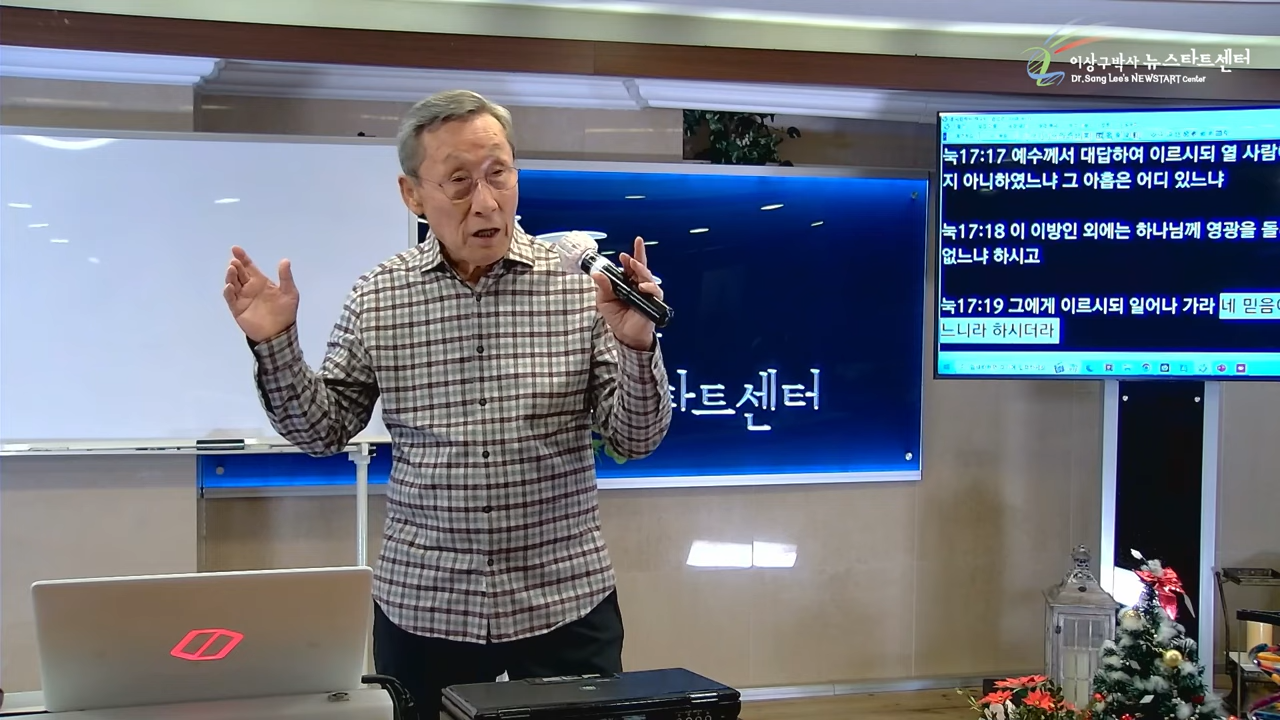 이상구박사 뉴스타트센터
Dr. Sang Lee's NEWSTART Center
눅17:17 예수께서 대답하여 이르시되 열 사람이
지 아니하였느냐 그 아홉은 어디 있느냐
눅17:18 이 이방인 외에는 하나님께 영광을 돌
없느냐 하시고
눅17:19 그에게 이르시되 일어나 가라 네 믿음이
느니라 하시더라
타트센터